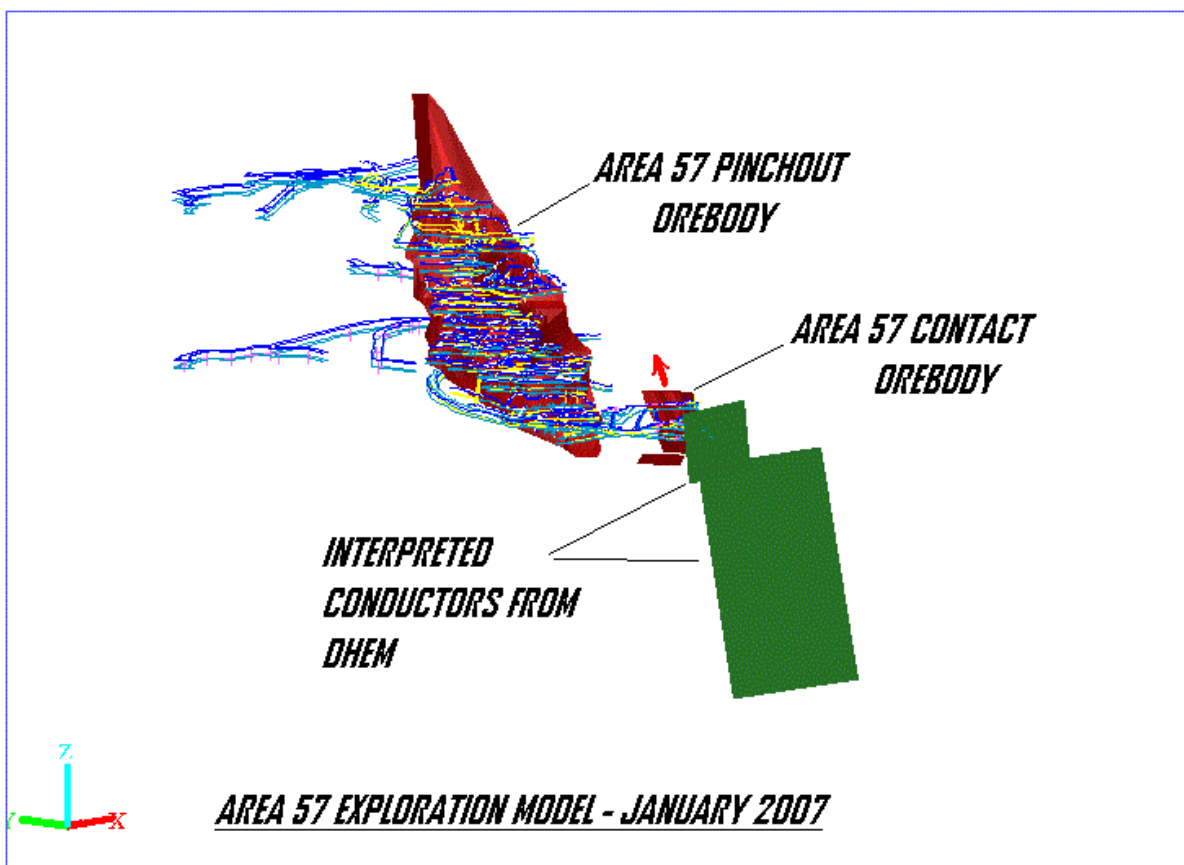 AREA 57 PINCHOUT
OREBODY
AREA 57 CONTACT
OREBODY
INTERPRETED
CONDUCTORS FROM
DHEM
Z
Y
X
AREA 57 EXPLORATION MODEL - JANUARY 2007